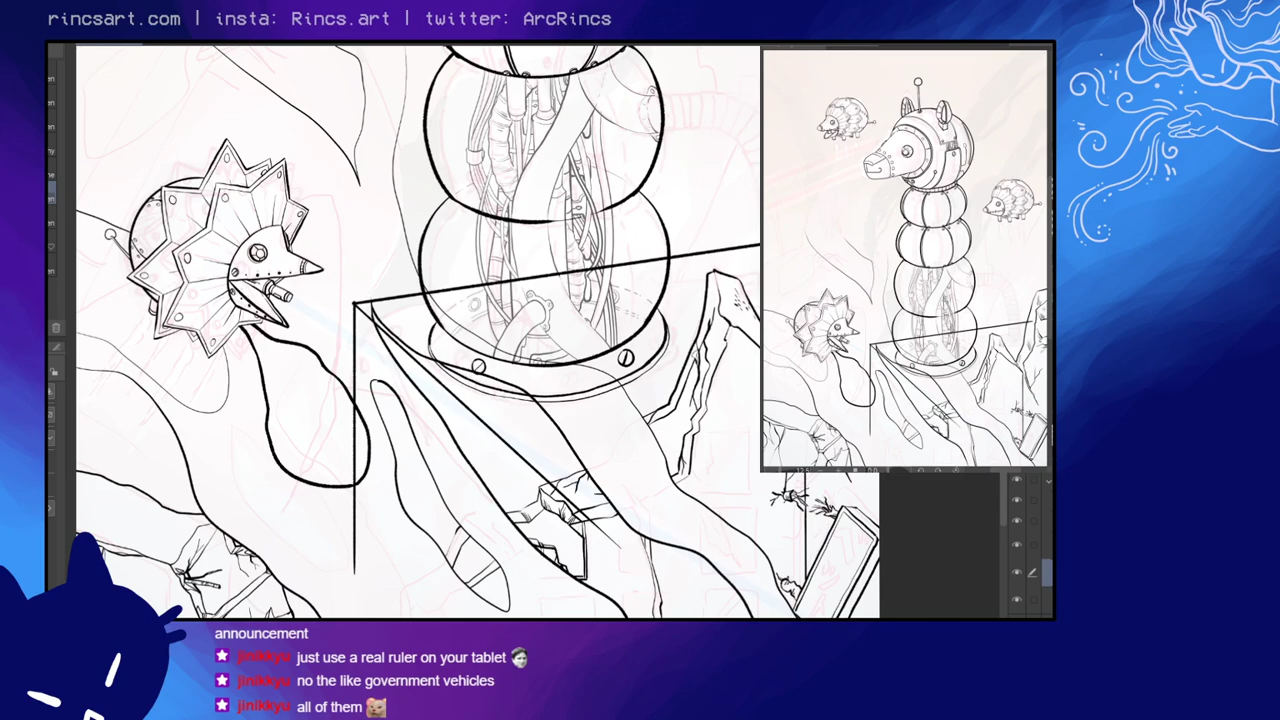 rincsart.com | insta: Rincs.art | twitter: ArcRincs
announcement
jinikkyu just use a real ruler on your tablet
jinikkyu no the like government vehicles
jinikkyu all of them